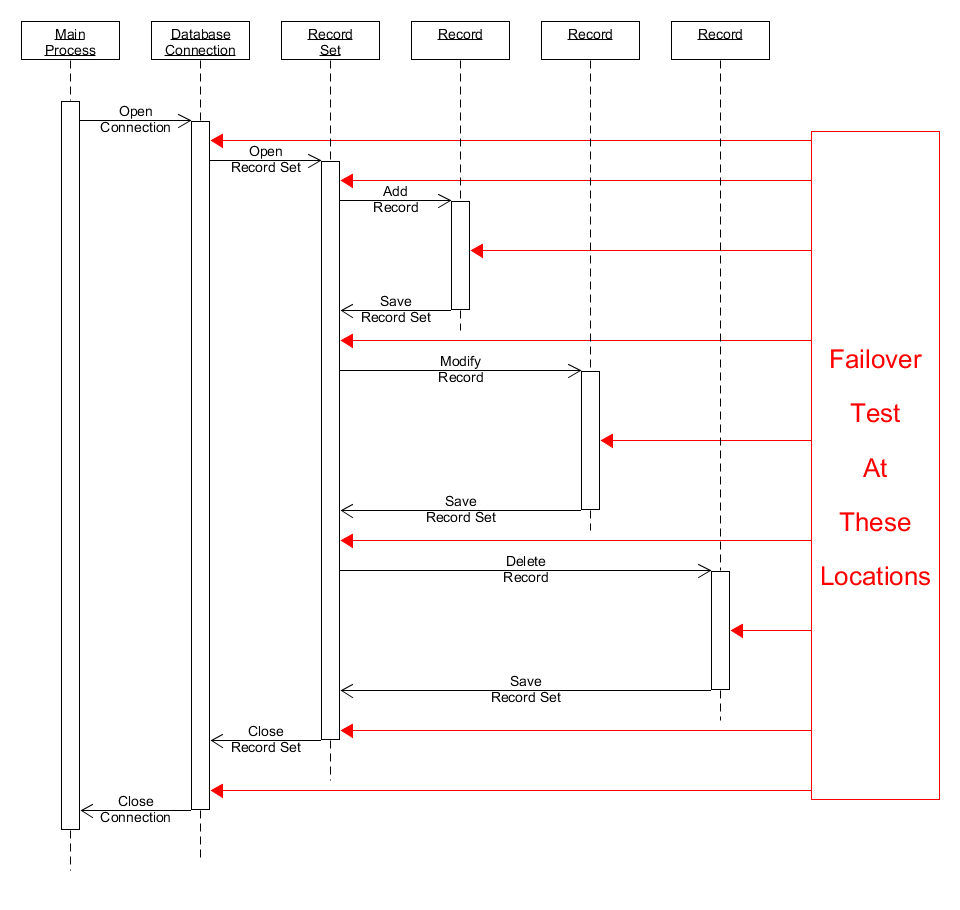 Main
Process
Database
Connection
Record
Set
Record
Record
Record
Open
Connection
Open
Record Set
Add
Record
Save
Record Set
Modify
Record
Save
Record Set
Delete
Record
Save
Record Set
Close
Record Set
Close
Connection
Failover
Test
At
These
Locations